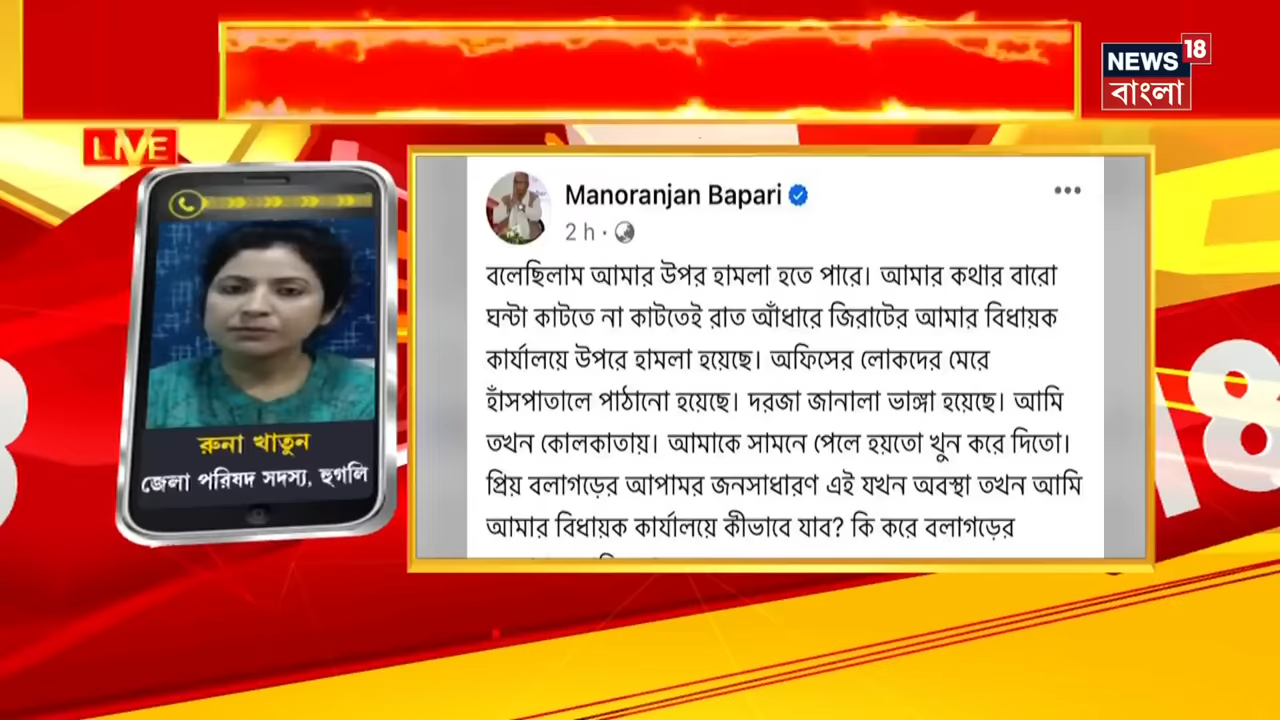 NEWS 18
বাংলা
LIVE
রুনা খাতুন
জেলা পরিষদ সদস্য, হুগলি
Manoranjan Bapari
2 h ·
বলেছিলাম আমার উপর হামলা হতে পারে। আমার কথার বারো
ঘন্টা কাটতে না কাটতেই রাত আঁধারে জিরাটের আমার বিধায়ক
কার্যালয়ে উপরে হামলা হয়েছে। অফিসের লোকদের মেরে
হাঁসপাতালে পাঠানো হয়েছে। দরজা জানালা ভাঙ্গা হয়েছে। আমি
তখন কোলকাতায়। আমাকে সামনে পেলে হয়তো খুন করে দিতো।
প্রিয় বলাগড়ের আপামর জনসাধারণ এই যখন অবস্থা তখন আমি
আমার বিধায়ক কার্যালয়ে কীভাবে যাব? কি করে বলাগড়ের
18